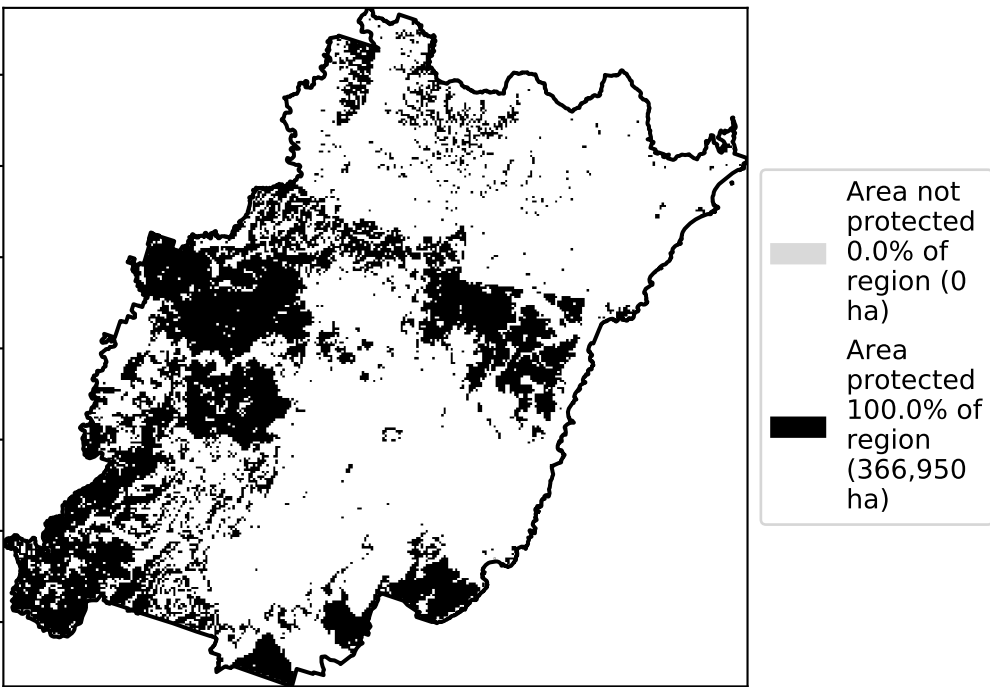 Area not
protected
0.0% of
region (0
ha)
Area
protected
100.0% of
region
(366,950
ha)